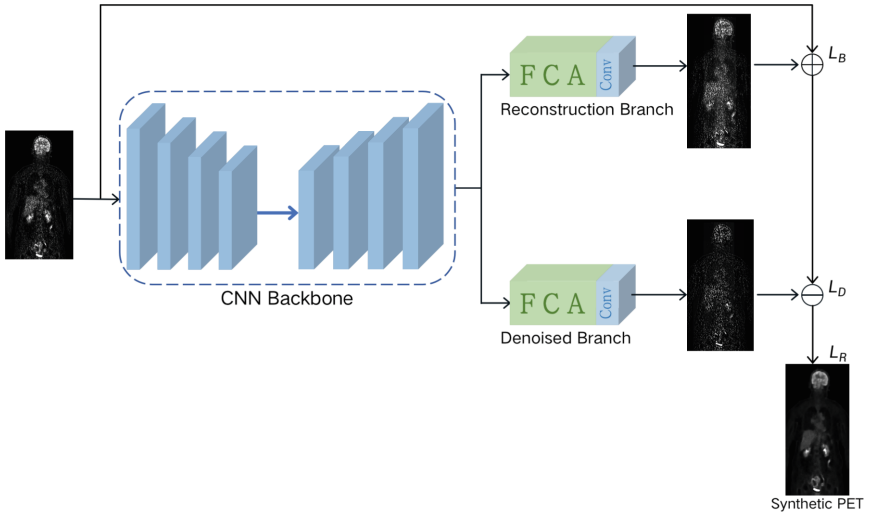 L_B
FCA
Conv
Reconstruction Branch
CNN Backbone
L_D
FCA
Conv
Denoised Branch
L_R
Synthetic PET